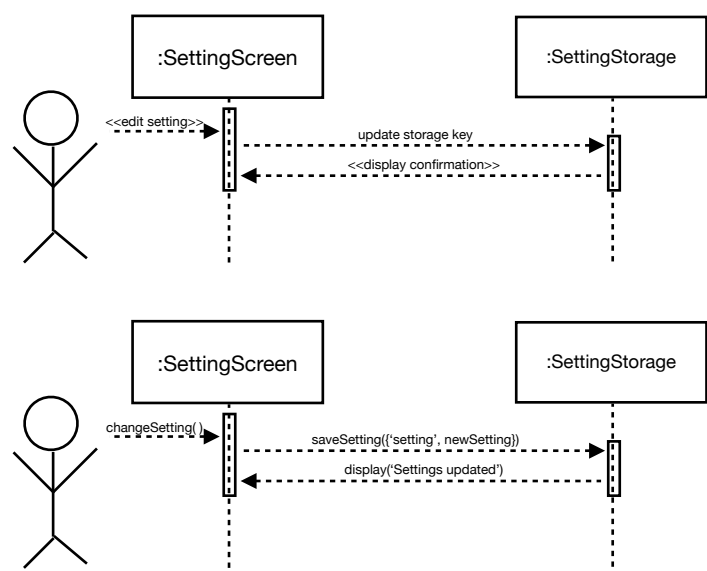 :SettingScreen
:SettingStorage
<<edit setting>>
update storage key
<<display confirmation>>
:SettingScreen
:SettingStorage
changeSetting( )
saveSetting({‘setting’, newSetting})
display(‘Settings updated’)